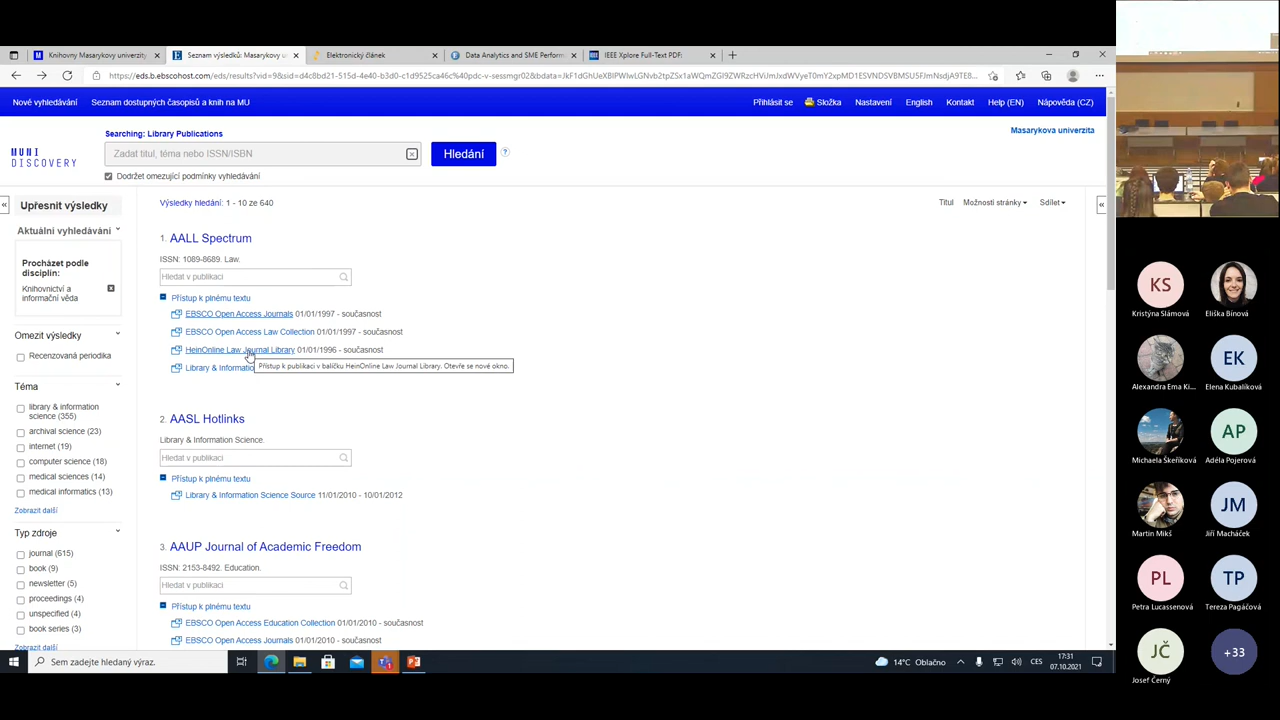 Knihovny Masarykovy univerzity
Seznam výsledků: Masarykovy u
Elektronický článek
Data Analytics and SME Perform
IEEE Xplore Full-Text PDF:
Nové vyhledávání
Seznam dostupných časopisů a knih na MU
Přihlásit se
Složka
Nastavení
English
Kontakt
Help (EN)
Nápověda (CZ)
MUNI
DISCOVERY
Searching: Library Publications
Masarykova univerzita
Zadat titul, téma nebo ISSN/ISBN
Hledání
Dodržet omezující podmínky vyhledávání
Upřesnit výsledky
Aktuální vyhledávání
Procházet podle
disciplín:
Knihovnictví a
informační věda
Omezit výsledky
Recenzovaná periodika
Téma
library & information
science (355)
archival science (23)
internet (19)
computer science (18)
medical sciences (14)
medical informatics (13)
Zobrazit další
Typ zdroje
journal (615)
book (9)
newsletter (5)
proceedings (4)
unspecified (4)
book series (3)
Zobrazit další
Výsledky hledání: 1 - 10 ze 640
Titul
Možnosti stránky
Sdílet
1. AALL Spectrum
ISSN: 1089-8689. Law.
Hledat v publikaci
Přístup k plnému textu
EBSCO Open Access Journals 01/01/1997 - současnost
EBSCO Open Access Law Collection 01/01/1997 - současnost
HeinOnline Law Journal Library 01/01/1996 - současnost
Library & Informatio
Přístup k publikaci v balíčku HeinOnline Law Journal Library. Otevře se nové okno.
2. AASL Hotlinks
Library & Information Science.
Hledat v publikaci
Přístup k plnému textu
Library & Information Science Source 11/01/2010 - 10/01/2012
3. AAUP Journal of Academic Freedom
ISSN: 2153-8492. Education.
Hledat v publikaci
Přístup k plnému textu
EBSCO Open Access Education Collection 01/01/2010 - současnost
EBSCO Open Access Journals 01/01/2010 - současnost
Sem zadejte hledaný výraz.
14°C Oblačno
CES
17:31
07.10.2021
KS
Kristýna Slámová
Eliška Bínová
Alexandra Ema Ki...
EK
Elena Kubalíková
Michaela Škeříková
AP
Adéla Pojerová
Martin Mikš
JM
Jiří Macháček
PL
Petra Lucassenová
TP
Tereza Pagáčová
JČ
Josef Černý
+33